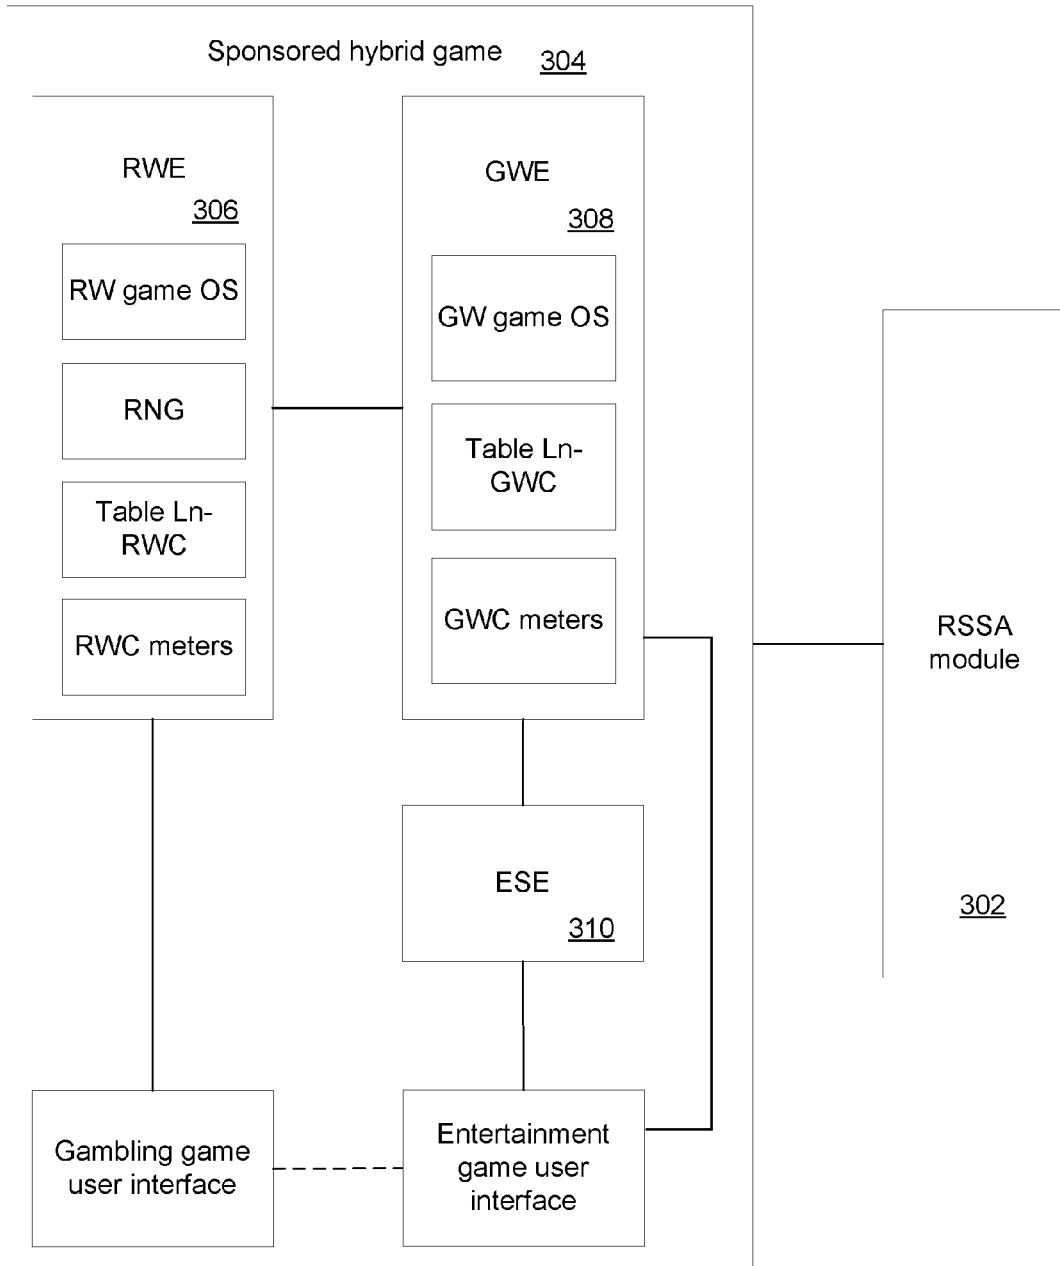 Sponsored hybrid game 304
RWE
306
RW game OS
RNG
Table Ln-
RWC
RWC meters
GWE
308
GW game OS
Table Ln-
GWC
GWC meters
ESE
310
Gambling game
user interface
Entertainment
game user
interface
RSSA
module
302